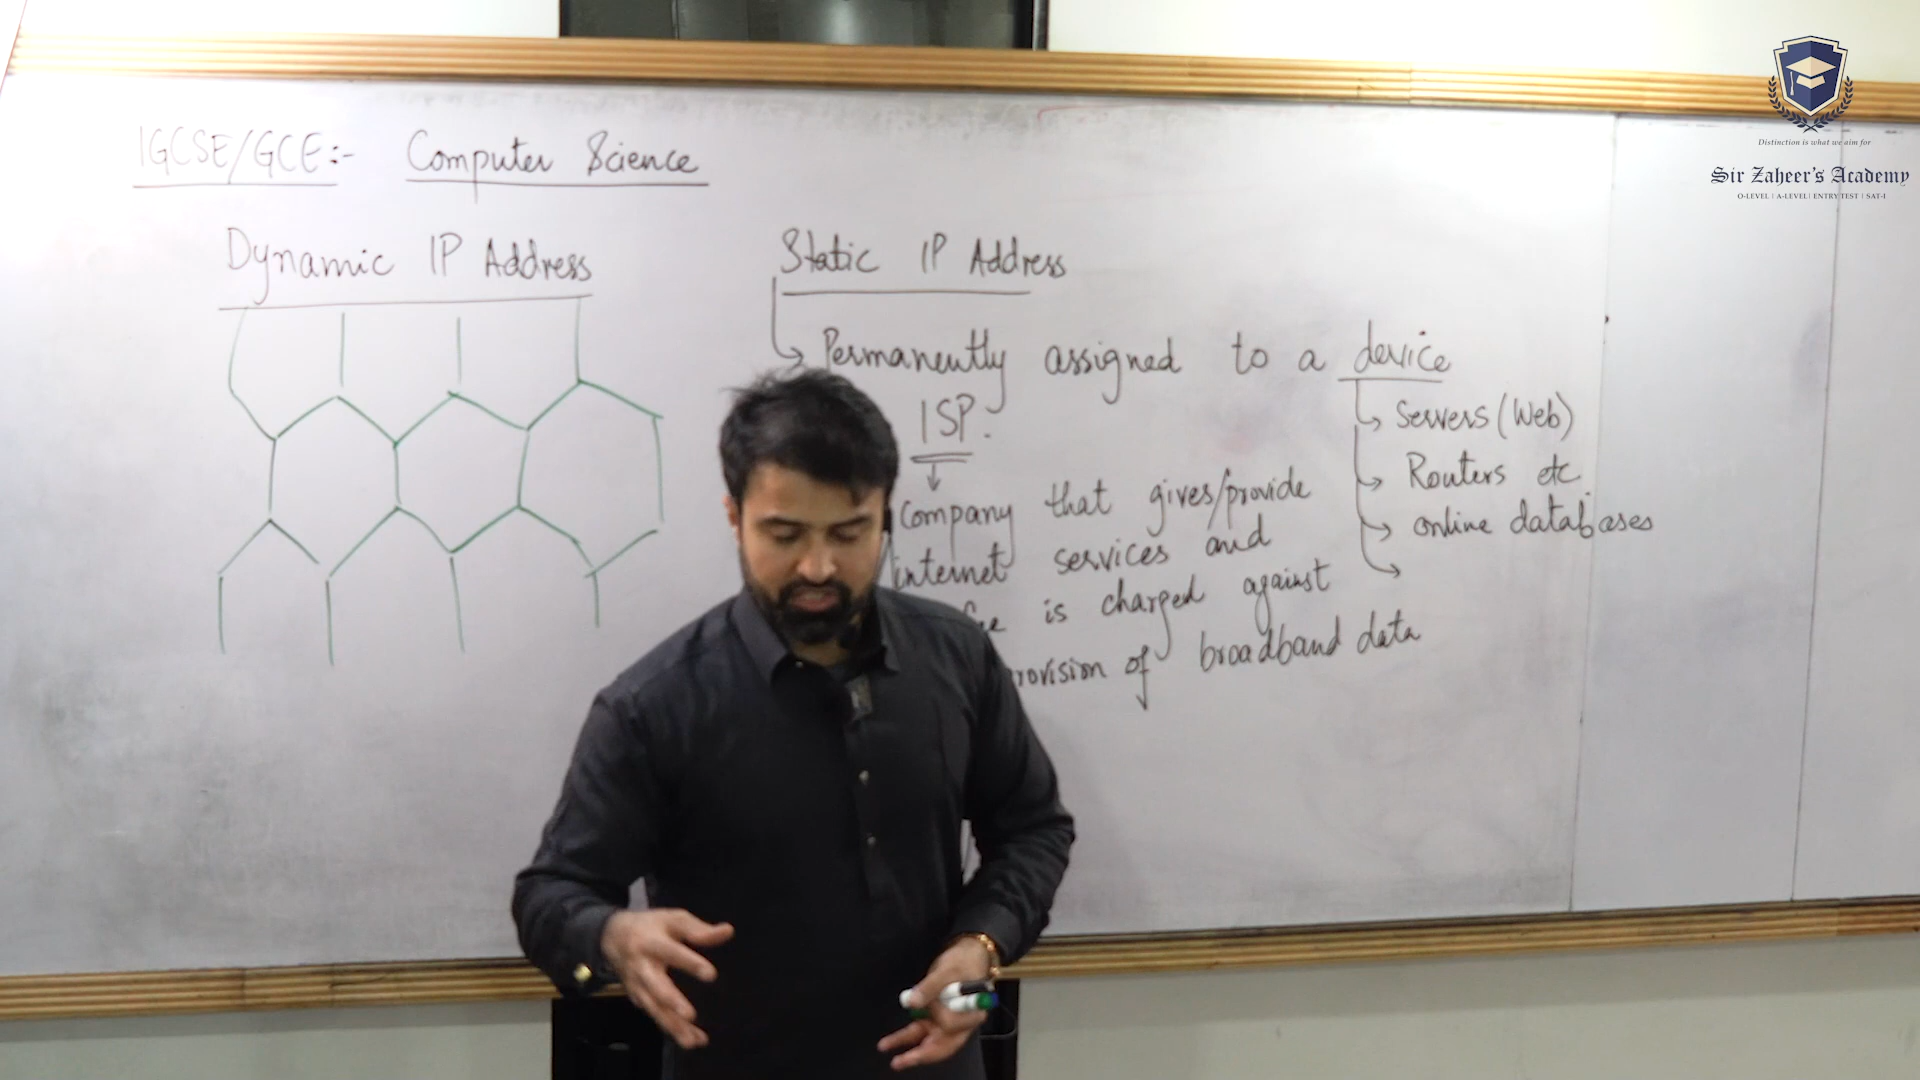 IGCSE/GCE:- Computer Science
Dynamic IP Address
Static IP Address
Permanently assigned to a device
ISP.
Company that gives/provide
internet services and
is charged against
of broadband data
Servers (Web)
Routers etc.
online databases
Distinction is what we aim for
Sir Zaheer's Academy
O-LEVEL | A-LEVEL | ENTRY TEST | SAT-I